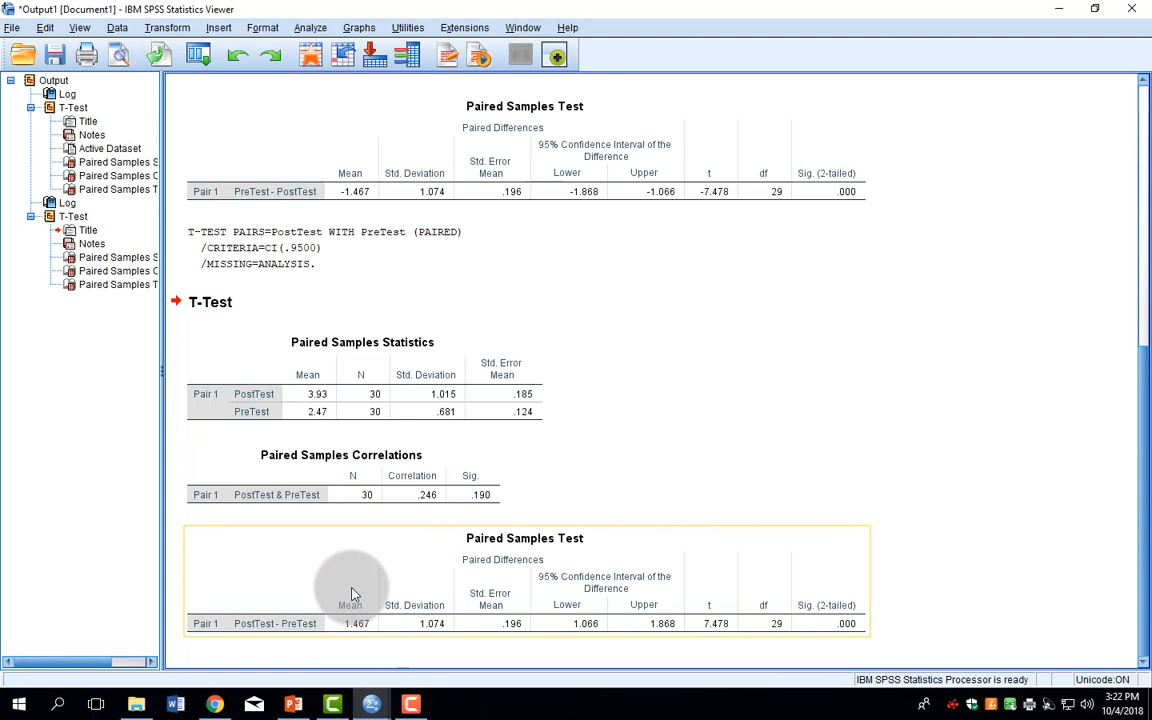 *Output1 [Document1] - IBM SPSS Statistics Viewer
File Edit View Data Transform Insert Format Analyze Graphs Utilities Extensions Window Help
Output
Log
T-Test
Title
Notes
Active Dataset
Paired Samples S
Paired Samples C
Paired Samples T
Log
T-Test
Title
Notes
Paired Samples S
Paired Samples C
Paired Samples T
Paired Samples Test
Paired Differences
95% Confidence Interval of the
Difference
Std. Error
Mean Std. Deviation Mean Lower Upper t df Sig. (2-tailed)
Pair 1 PreTest - PostTest -1.467 1.074 .196 -1.868 -1.066 -7.478 29 .000
T-TEST PAIRS=PostTest WITH PreTest (PAIRED)
/CRITERIA=CI(.9500)
/MISSING=ANALYSIS.
T-Test
Paired Samples Statistics
Std. Error
Mean N Std. Deviation Mean
Pair 1 PostTest 3.93 30 1.015 .185
PreTest 2.47 30 .681 .124
Paired Samples Correlations
N Correlation Sig.
Pair 1 PostTest & PreTest 30 .246 .190
Paired Samples Test
Paired Differences
95% Confidence Interval of the
Difference
Std. Error
Mean Std. Deviation Mean Lower Upper t df Sig. (2-tailed)
Pair 1 PostTest - PreTest 1.467 1.074 .196 1.066 1.868 7.478 29 .000
IBM SPSS Statistics Processor is ready Unicode:ON
3:22 PM
10/4/2018